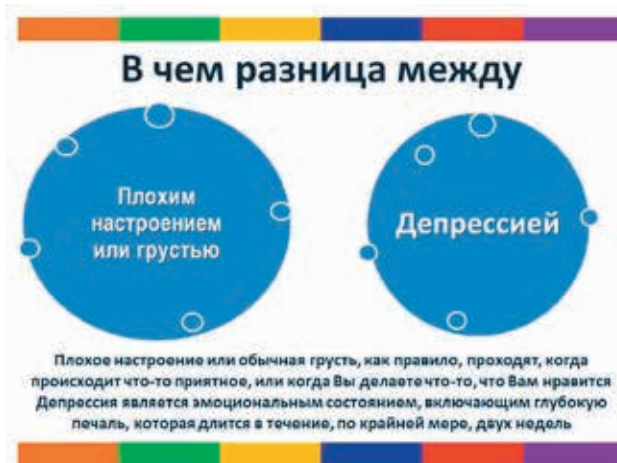 В чем разница между
Плохим
настроением
или грустью
Депрессией
Плохое настроение или обычная грусть, как правило, проходят, когда
происходит что-то приятное, или когда Вы делаете что-то, что Вам нравится
Депрессия является эмоциональным состоянием, включающим глубокую
печаль, которая длится в течение, по крайней мере, двух недель